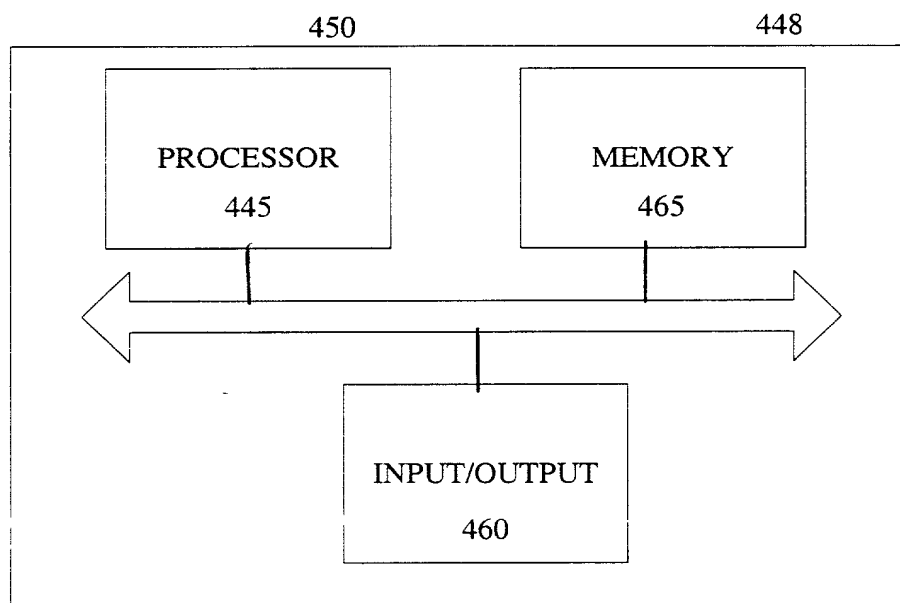 450 448
PROCESSOR
445
MEMORY
465
INPUT/OUTPUT
460